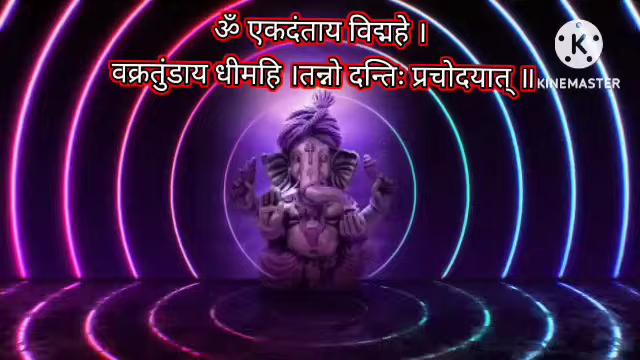 ॐ एकदंताय विद्महे ।
वक्रतुंडाय धीमहि ।तन्नो दन्तिः प्रचोदयात् ॥
K
KINEMASTER